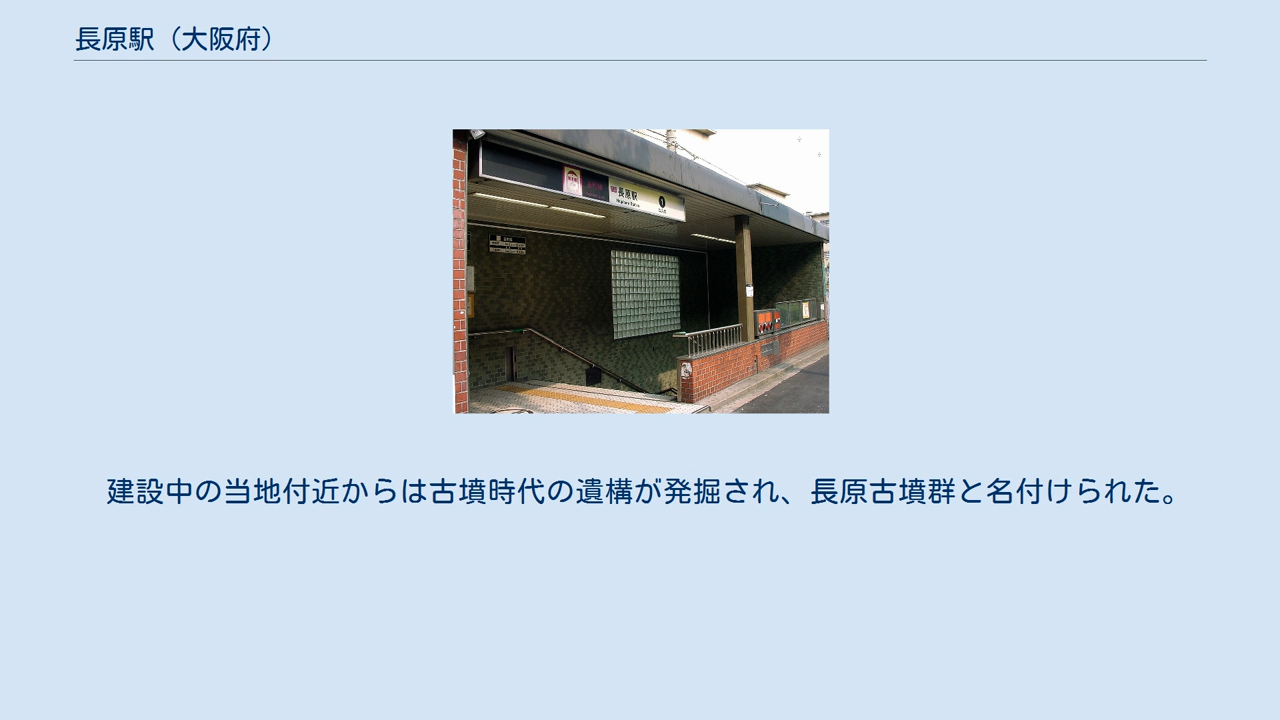 長原駅（大阪府）
長原駅
1
建設中の当地付近からは古墳時代の遺構が発掘され、長原古墳群と名付けられた。